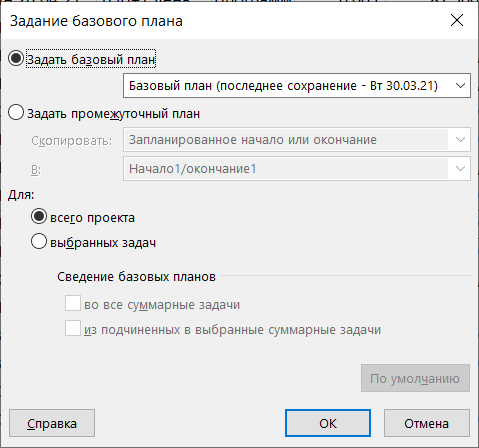 Задание базового плана
Задать базовый план
Базовый план (последнее сохранение - Вт 30.03.21)
Задать промежуточный план
Скопировать: Запланированное начало или окончание
В: Начало1/окончание1
Для:
всего проекта
выбранных задач
Сведение базовых планов
во все суммарные задачи
из подчиненных в выбранные суммарные задачи
По умолчанию
Справка ОК Отмена